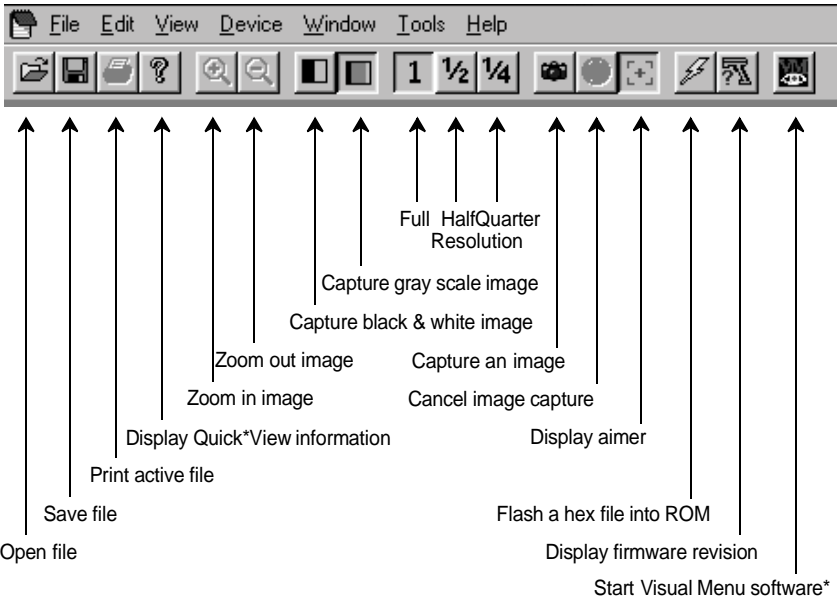 File Edit View Device Window Tools Help
1 ½ ¼
Full HalfQuarter
Resolution
Capture gray scale image
Capture black & white image
Zoom out image
Capture an image
Zoom in image
Cancel image capture
Display Quick*View information
Display aimer
Print active file
Save file
Flash a hex file into ROM
Open file
Display firmware revision
Start Visual Menu software*